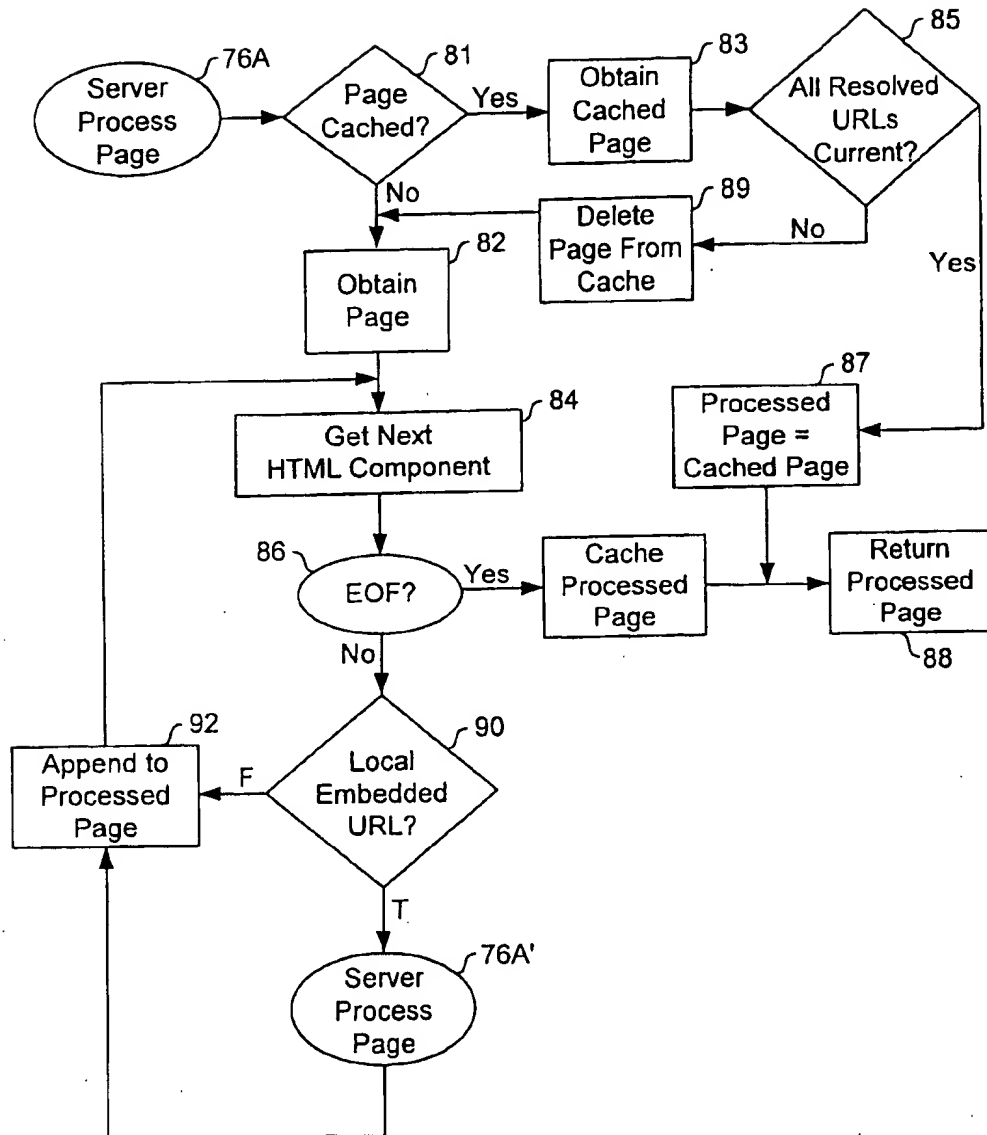 76A
Server
Process
Page
81
Page
Cached?
Yes
83
Obtain
Cached
Page
85
All Resolved
URLs
Current?
No
89
Delete
Page From
Cache
No
Yes
82
Obtain
Page
84
Get Next
HTML Component
87
Processed
Page =
Cached Page
86
EOF?
Yes
Cache
Processed
Page
Return
Processed
Page
88
No
90
Local
Embedded
URL?
F
92
Append to
Processed
Page
T
76A'
Server
Process
Page